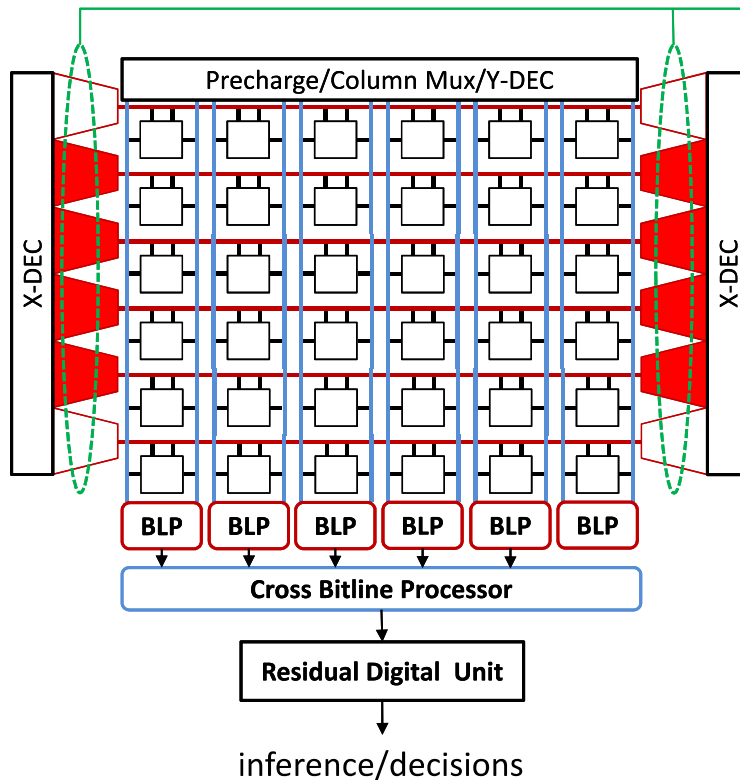 Precharge/Column Mux/Y-DEC
X-DEC
X-DEC
BLP BLP BLP BLP BLP BLP
Cross Bitline Processor
Residual Digital Unit
inference/decisions